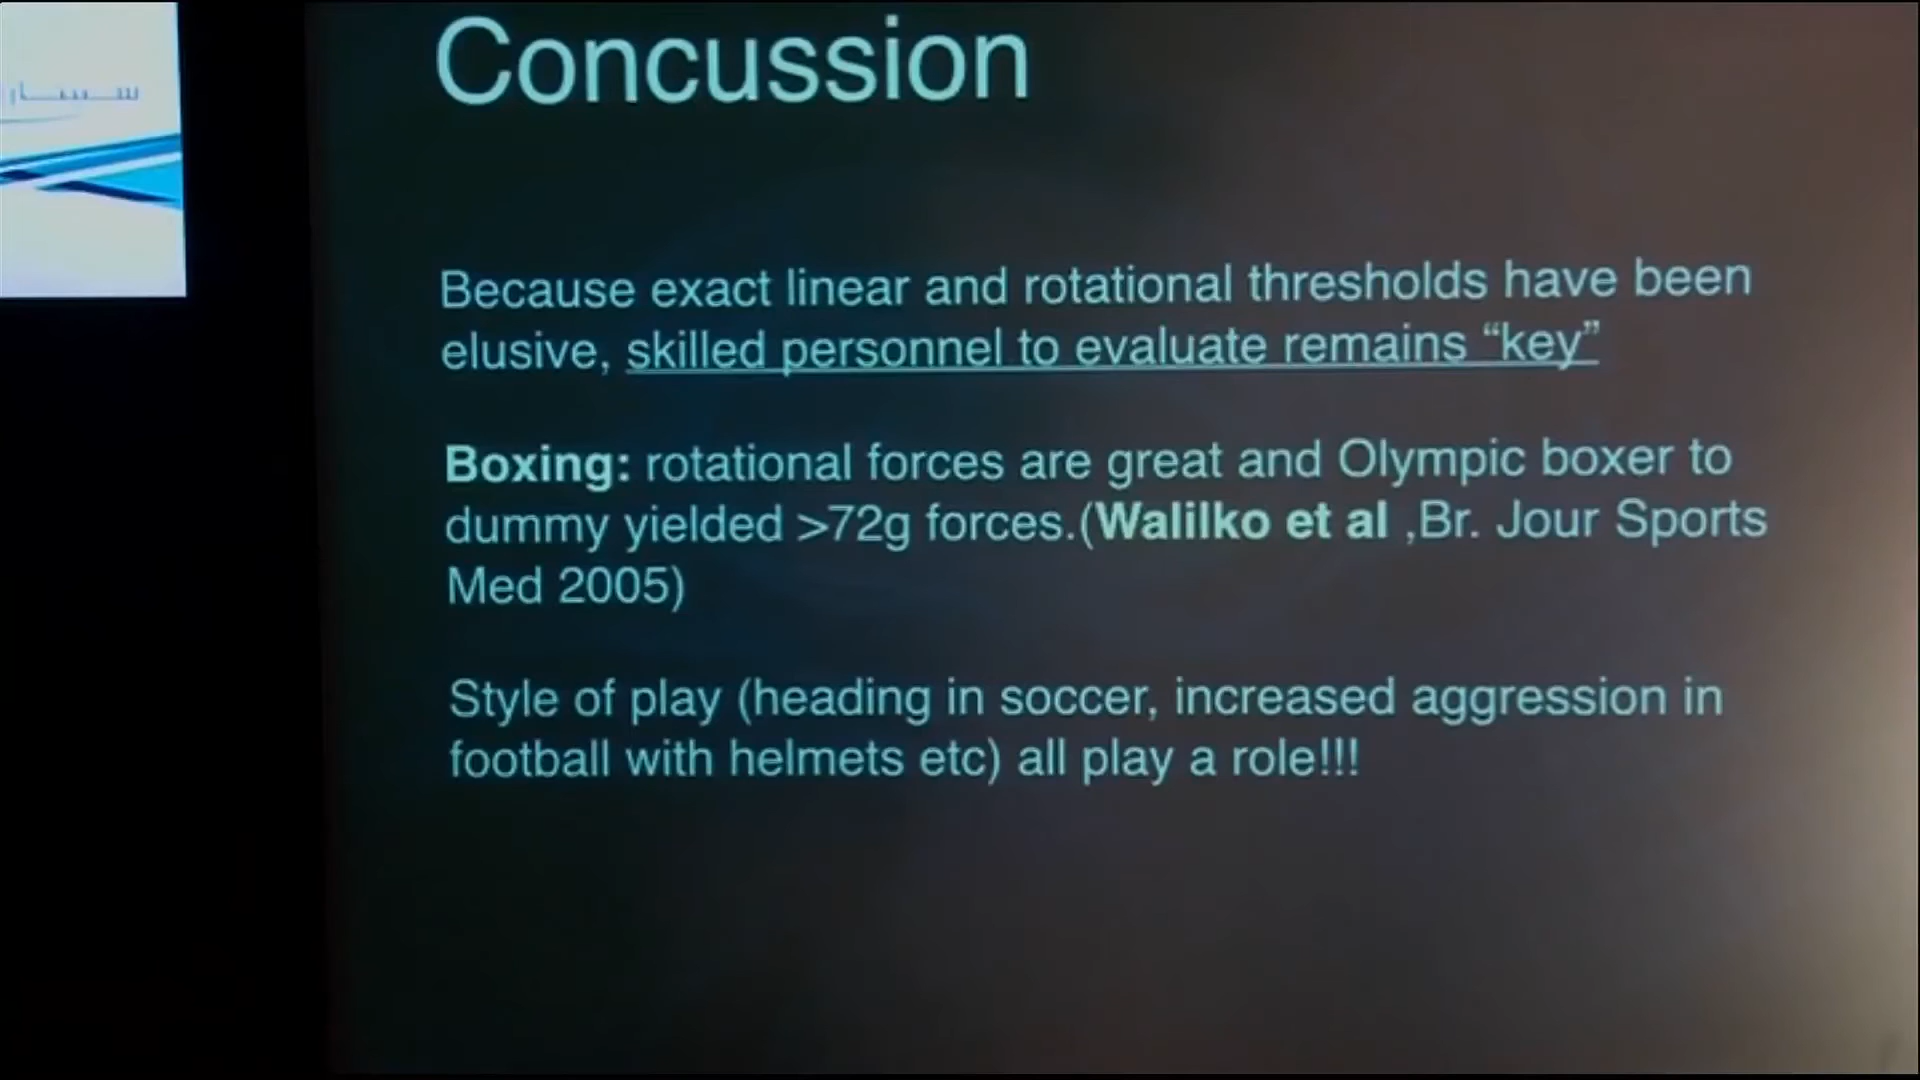 Concussion
Because exact linear and rotational thresholds have been
elusive, skilled personnel to evaluate remains “key”
Boxing: rotational forces are great and Olympic boxer to
dummy yielded >72g forces.(Walilko et al ,Br. Jour Sports
Med 2005)
Style of play (heading in soccer, increased aggression in
football with helmets etc) all play a role!!!